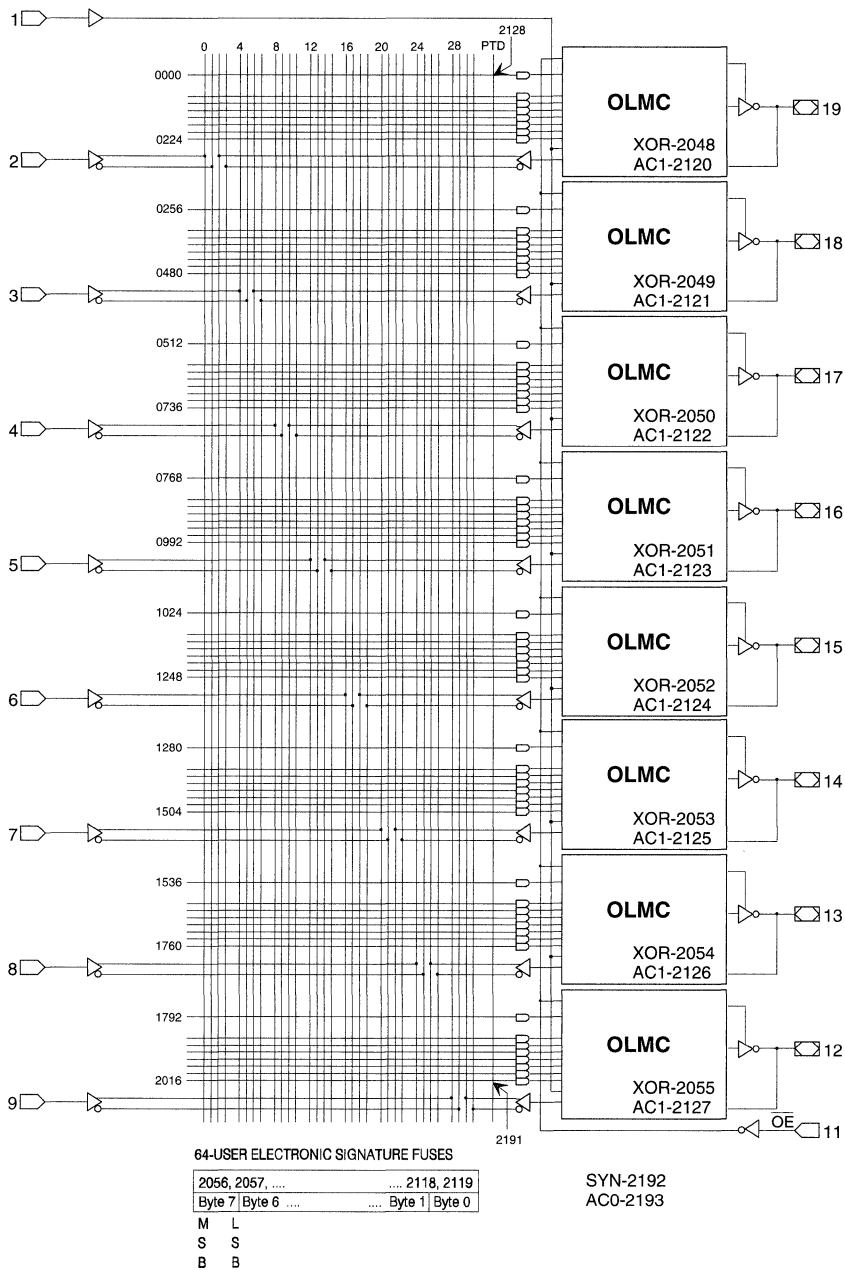 1
2128
0 4 8 12 16 20 24 28 PTD
0000
OLMC
19
0224
XOR-2048
AC1-2120
2
0256
OLMC
18
0480
XOR-2049
AC1-2121
3
0512
OLMC
17
0736
XOR-2050
AC1-2122
4
0768
OLMC
16
0992
XOR-2051
AC1-2123
5
1024
OLMC
15
1248
XOR-2052
AC1-2124
6
1280
OLMC
14
1504
XOR-2053
AC1-2125
7
1536
OLMC
13
1760
XOR-2054
AC1-2126
8
1792
OLMC
12
2016
XOR-2055
AC1-2127
9
OE
11
2191
64-USER ELECTRONIC SIGNATURE FUSES
2056, 2057, .... .... 2118, 2119
Byte 7 Byte 6 .... .... Byte 1 Byte 0
M L
S S
B B
SYN-2192
AC0-2193